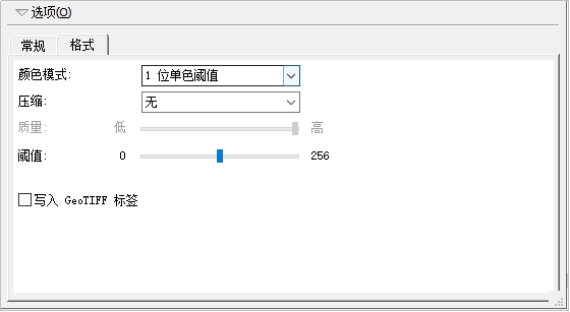 选项(O)
常规 格式
颜色模式: 1 位单色阈值
压缩: 无
质量: 低 高
阈值: 0 256
写入 GeoTIFF 标签